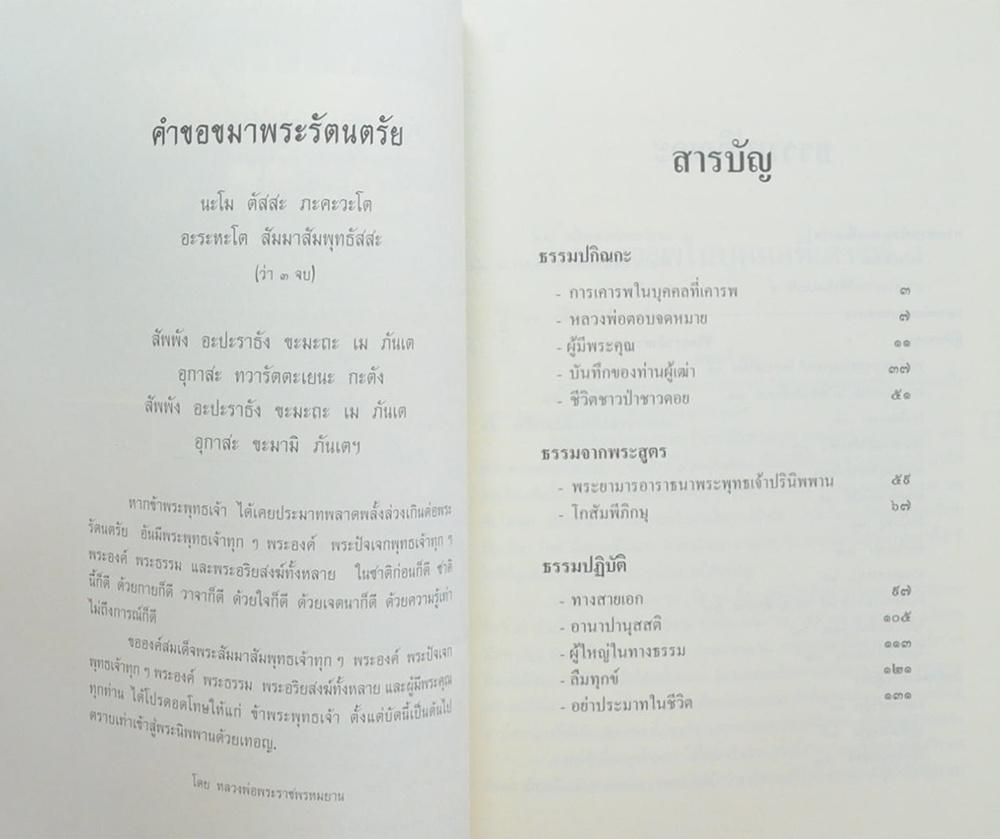 คำขอขมาพระรัตนตรัย
นะโม ตัสสะ ภะคะวะโต
อะระหะโต สัมมาสัมพุทธัสสะ
(ว่า ๓ จบ)
สัพพัง อะปะราธัง ขะมะถะ เม ภันเต
อุกาสะ ทวารัตตะเยนะ กะตัง
สัพพัง อะปะราธัง ขะมะถะ เม ภันเต
อุกาสะ ขะมามิ ภันเตฯ
หากข้าพระพุทธเจ้า ได้เคยประมาทพลาดพลั้งล่วงเกินต่อพระ
รัตนตรัย อันมีพระพุทธเจ้าทุก ๆ พระองค์ พระปัจเจกพุทธเจ้าทุก ๆ
พระองค์ พระธรรม และพระอริยสงฆ์ทั้งหลาย ในชาติก่อนก็ดี ชาติ
นี้ก็ดี ด้วยกายก็ดี วาจาก็ดี ด้วยใจก็ดี ด้วยเจตนาก็ดี ด้วยความรู้เท่า
ไม่ถึงการณ์ก็ดี
ขอองค์สมเด็จพระสัมมาสัมพุทธเจ้าทุก ๆ พระองค์ พระปัจเจก
พุทธเจ้าทุก ๆ พระองค์ พระธรรม พระอริยสงฆ์ทั้งหลาย และผู้มีพระคุณ
ทุกท่าน ได้โปรดอดโทษให้แก่ ข้าพระพุทธเจ้า ตั้งแต่บัดนี้เป็นต้นไป
ตราบเท่าเข้าสู่พระนิพพานด้วยเทอญ.
โดย หลวงพ่อพระราชพรหมยาน
สารบัญ
ธรรมปกิณกะ
- การเคารพในบุคคลที่เคารพ ๓
- หลวงพ่อตอบจดหมาย ๗
- ผู้มีพระคุณ ๑๑
- บันทึกของท่านผู้เฒ่า ๓๗
- ชีวิตชาวป่าชาวดอย ๕๑
ธรรมจากพระสูตร
- พระยามารอาราธนาพระพุทธเจ้าปรินิพพาน ๕๙
- โกสัมพีภิกษุ ๖๗
ธรรมปฏิบัติ
- ทางสายเอก ๙๗
- อานาปานุสสติ ๑๐๕
- ผู้ใหญ่ในทางธรรม ๑๑๓
- ลืมทุกข์ ๑๒๑
- อย่าประมาทในชีวิต ๑๓๑